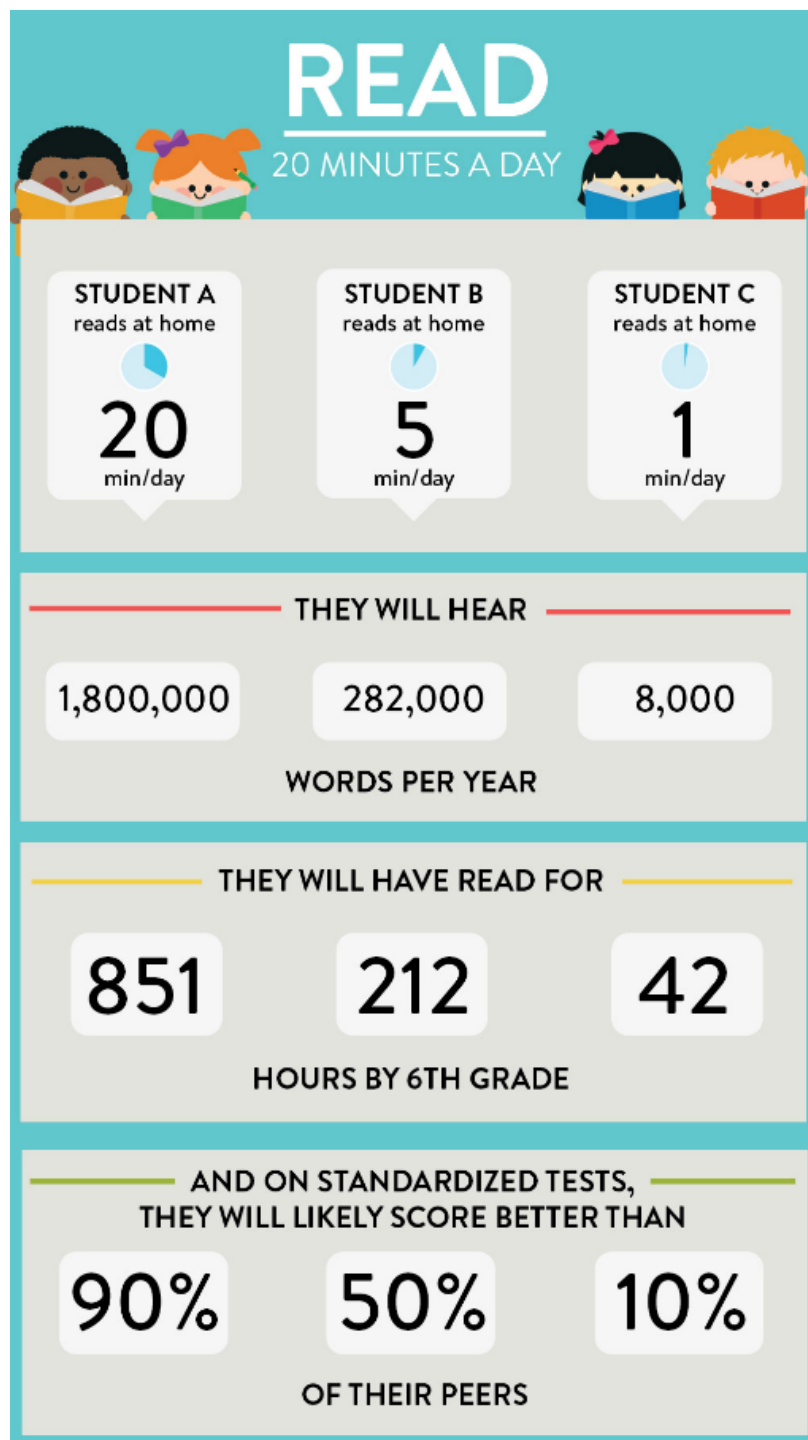 READ
20 MINUTES A DAY
STUDENT A
reads at home
20
min/day
STUDENT B
reads at home
5
min/day
STUDENT C
reads at home
1
min/day
THEY WILL HEAR
1,800,000 282,000 8,000
WORDS PER YEAR
THEY WILL HAVE READ FOR
851 212 42
HOURS BY 6TH GRADE
AND ON STANDARDIZED TESTS,
THEY WILL LIKELY SCORE BETTER THAN
90% 50% 10%
OF THEIR PEERS